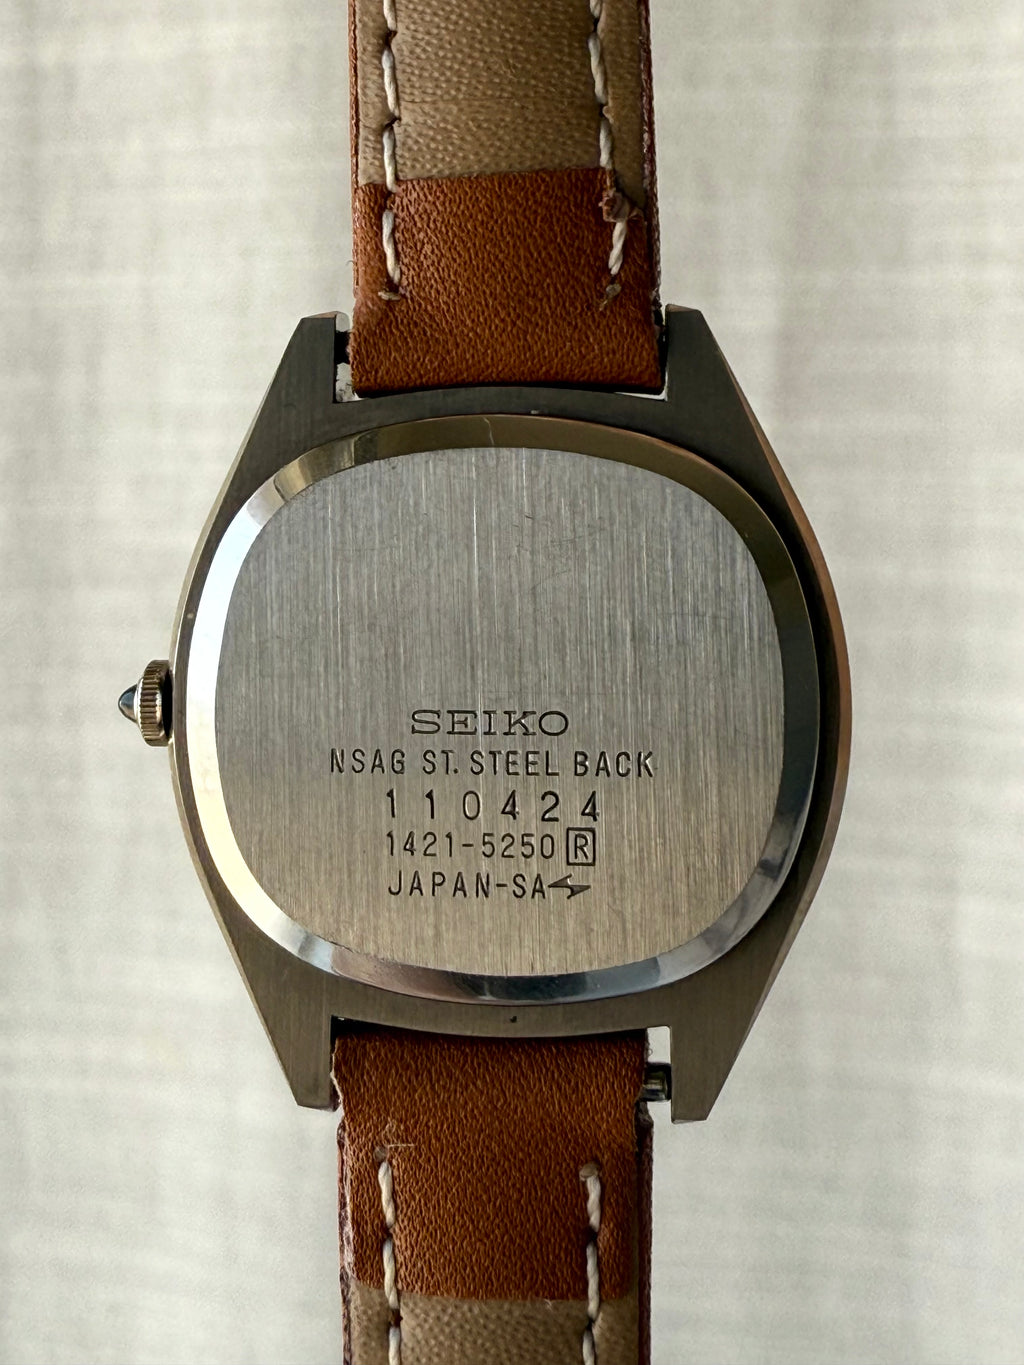 SEIKO
NSAG ST. STEEL BACK
110424
1421-5250 R
JAPAN-SA